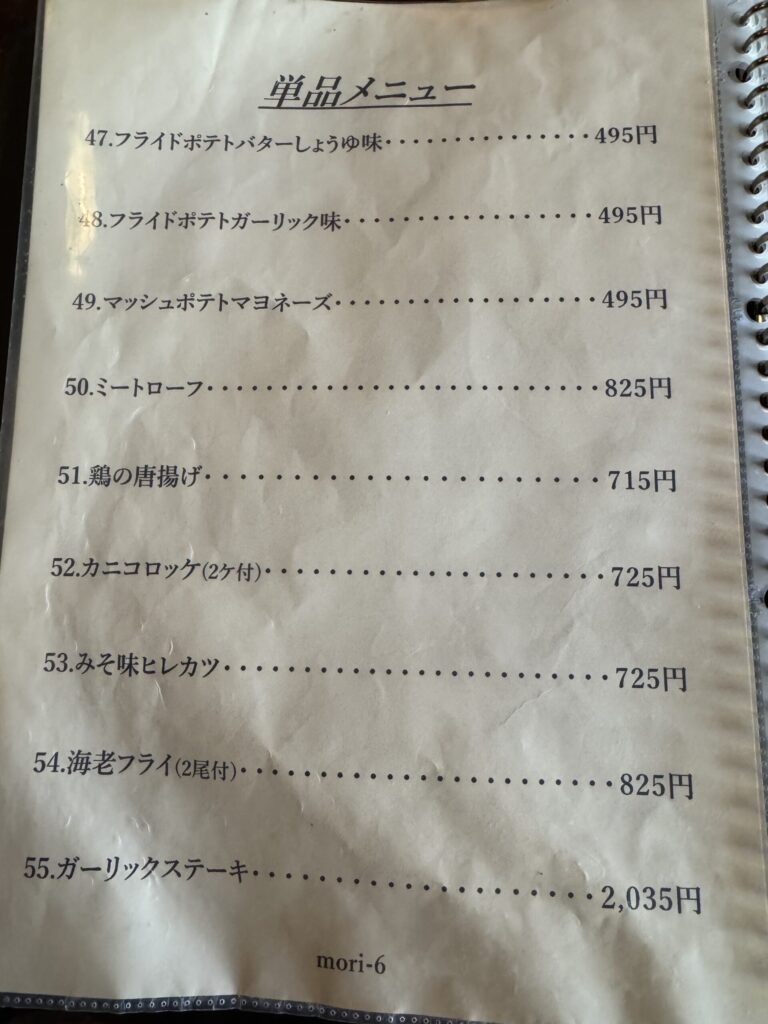 単品メニュー
47.フライドポテトバターしょうゆ味・・・・・・・・・・・・・・・・495円
48.フライドポテトガーリック味・・・・・・・・・・・・・・・・・・495円
49.マッシュポテトマヨネーズ・・・・・・・・・・・・・・・・・・495円
50.ミートローフ・・・・・・・・・・・・・・・・・・・・・・・・・825円
51.鶏の唐揚げ・・・・・・・・・・・・・・・・・・・・・・・715円
52.カニコロッケ(2ケ付)・・・・・・・・・・・・・・・・・・・・725円
53.みそ味ヒレカツ・・・・・・・・・・・・・・・・・・・・・・725円
54.海老フライ(2尾付)・・・・・・・・・・・・・・・・・・・・・825円
55.ガーリックステーキ・・・・・・・・・・・・・・・・・・・2,035円
mori-6